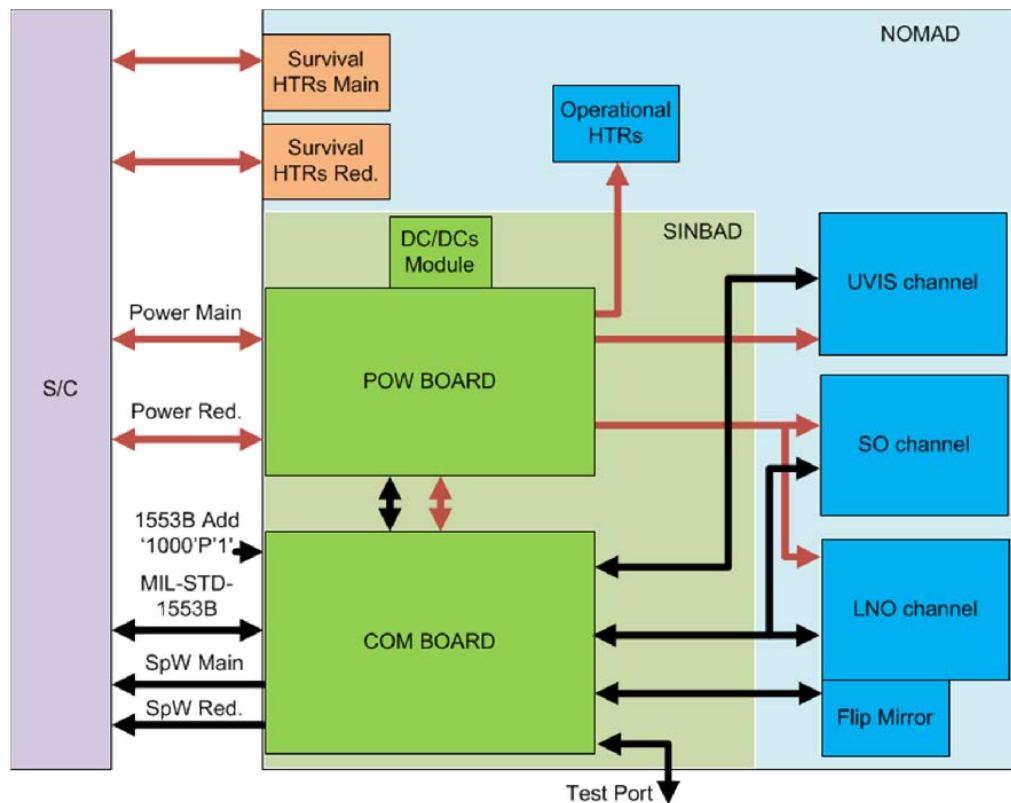 NOMAD
Survival
HTRs Main
Operational
HTRs
Survival
HTRs Red.
SINBAD
DC/DCs
Module
UVIS channel
Power Main
POW BOARD
S/C
Power Red.
SO channel
1553B Add
'1000'P'1'
MIL-STD-
1553B
LNO channel
COM BOARD
SpW Main
SpW Red.
Flip Mirror
Test Port